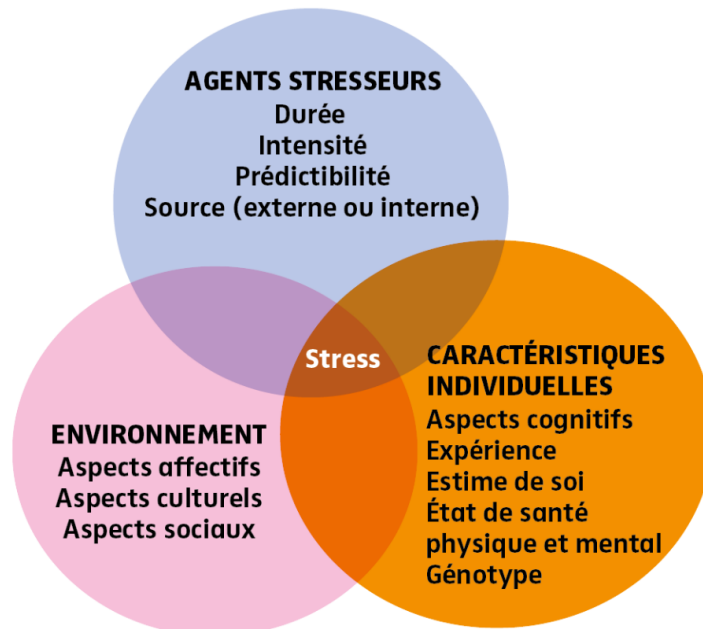 AGENTS STRESSEURS
Durée
Intensité
Prédictibilité
Source (externe ou interne)
Stress
CARACTÉRISTIQUES
INDIVIDUELLES
Aspects cognitifs
Expérience
Estime de soi
État de santé
physique et mental
Génotype
ENVIRONNEMENT
Aspects affectifs
Aspects culturels
Aspects sociaux